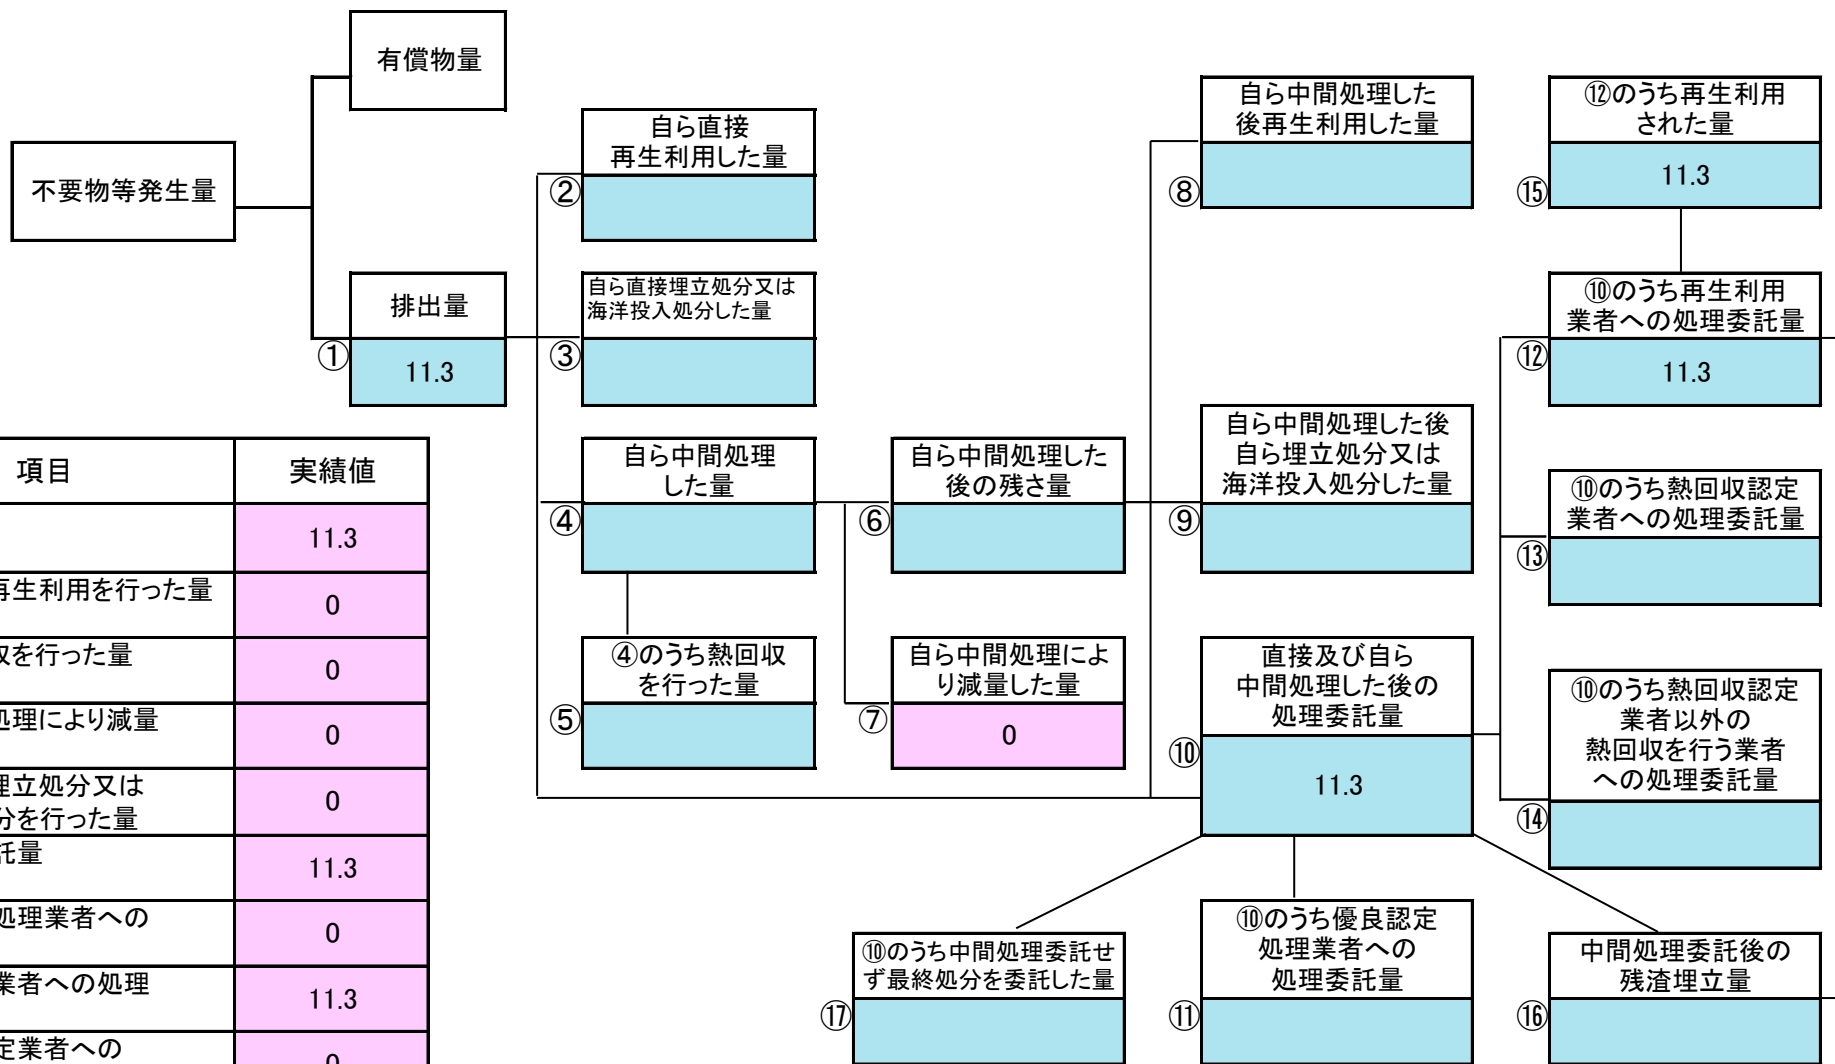 有償物量
不要物等発生量
排出量
①
11.3
自ら直接
再生利用した量
②
自ら直接埋立処分又は
海洋投入処分した量
③
自ら中間処理
した量
④
④のうち熱回収
を行った量
⑤
自ら中間処理した
後の残さ量
⑥
自ら中間処理によ
り減量した量
⑦
0
自ら中間処理した
後再生利用した量
⑧
自ら中間処理した後
自ら埋立処分又は
海洋投入処分した量
⑨
直接及び自ら
中間処理した後の
処理委託量
⑩
11.3
⑩のうち優良認定
処理業者への
処理委託量
⑪
⑫のうち再生利用
された量
⑮
11.3
⑩のうち再生利用
業者への処理委託量
⑫
11.3
⑩のうち熱回収認定
業者への処理委託量
⑬
⑩のうち熱回収認定
業者以外の
熱回収を行う業者
への処理委託量
⑭
中間処理委託後の
残渣埋立量
⑯
⑩のうち中間処理委託せ
ず最終処分を委託した量
⑰
項目 実績値
11.3
再生利用を行った量
0
を行った量
0
処理により減量
0
埋立処分又は
分を行った量
0
託量
11.3
処理業者への
0
業者への処理
11.3
定業者への
0